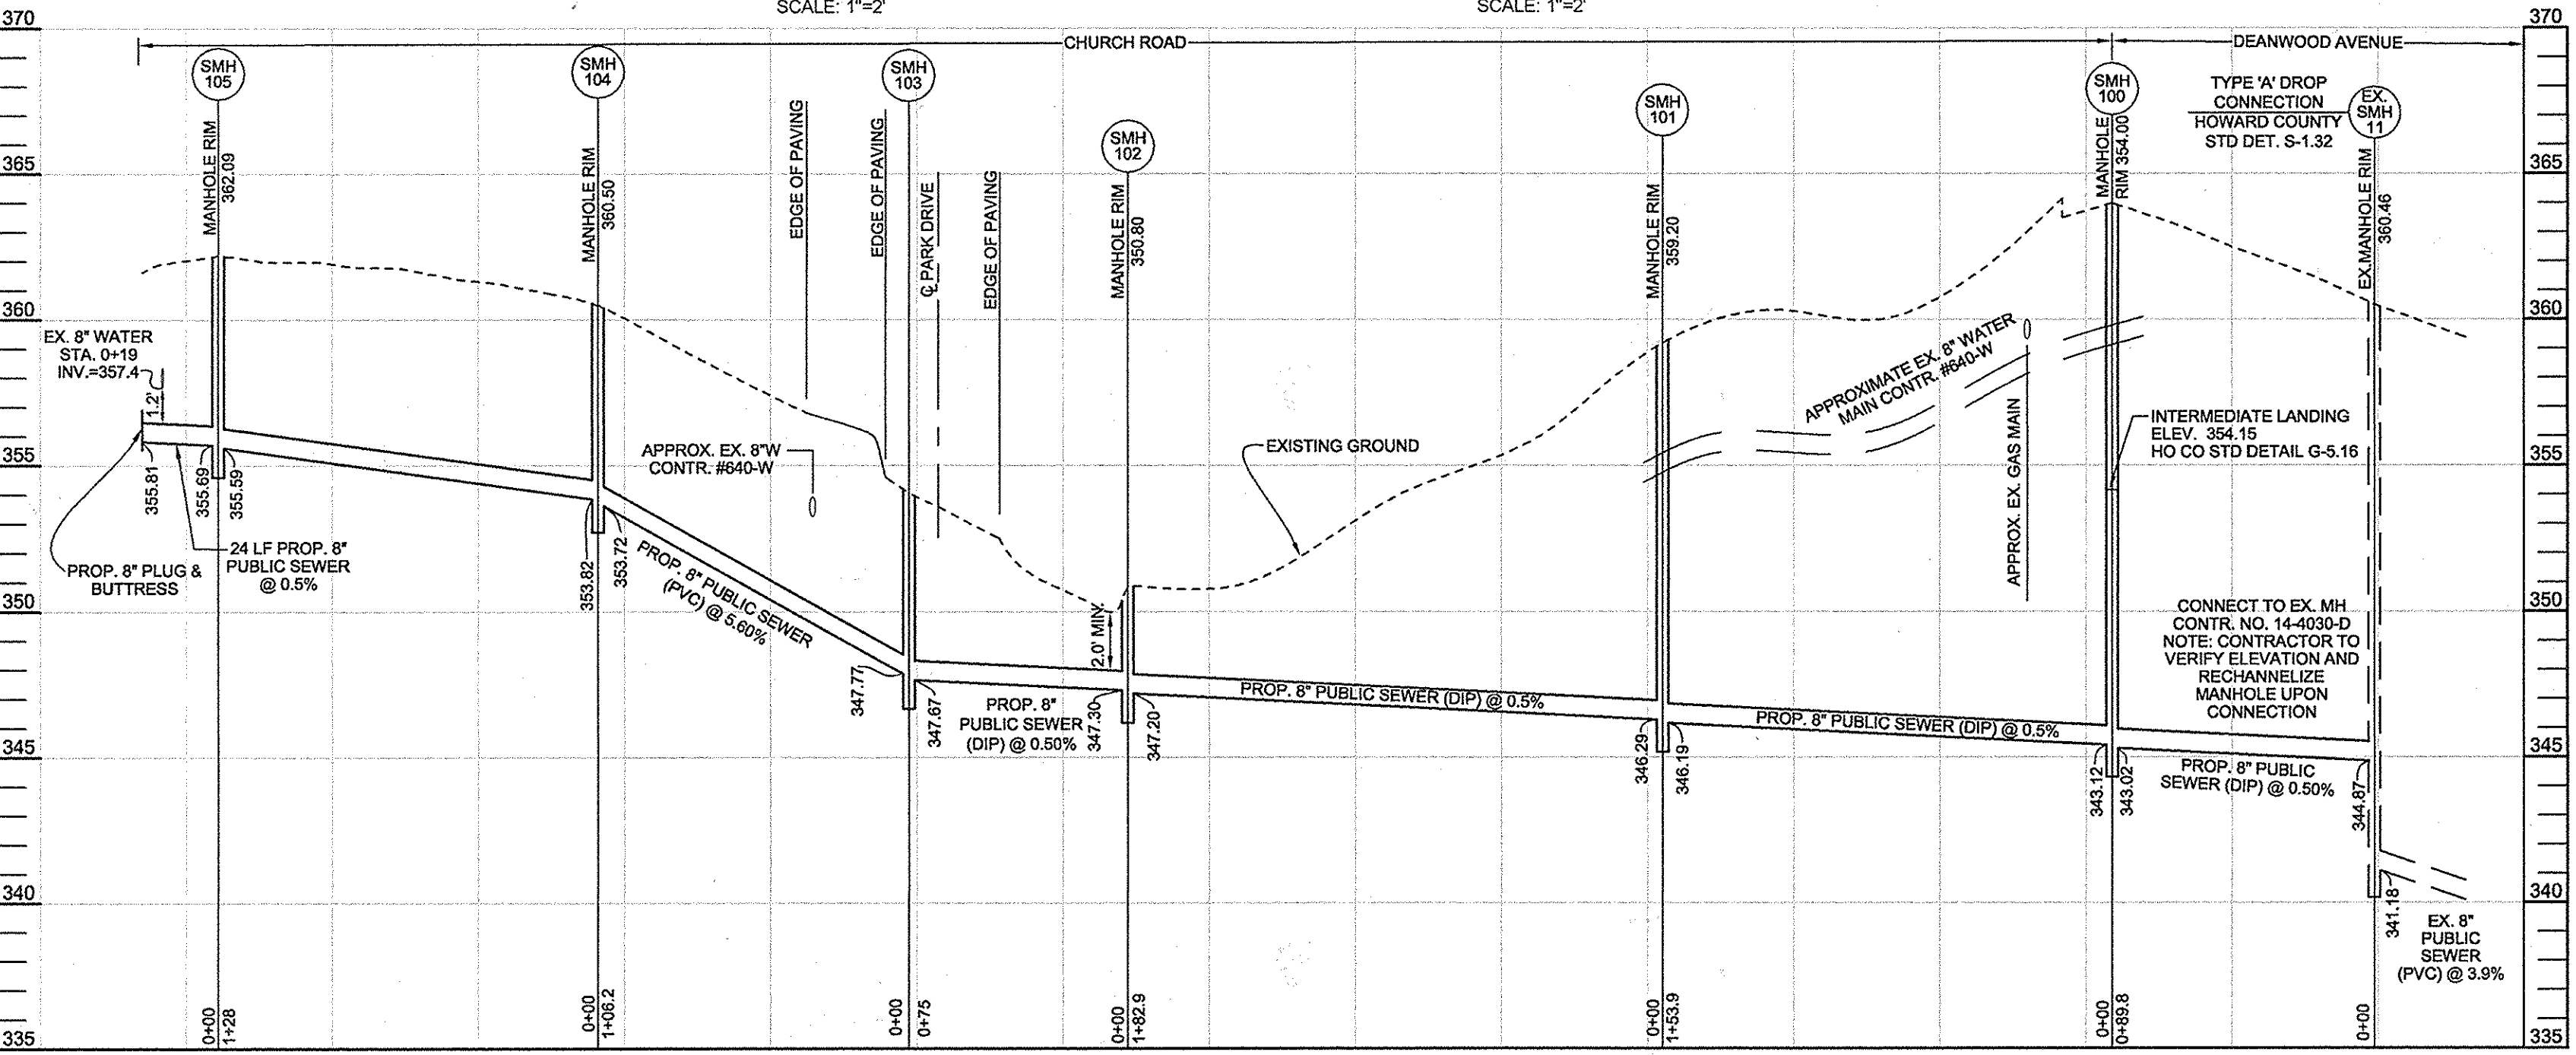 SCALE: 1"=2'
SCALE: 1"=2'
370
370
CHURCH ROAD
DEANWOOD AVENUE
SMH
105
SMH
104
SMH
103
SMH
102
SMH
101
SMH
100
TYPE 'A' DROP
CONNECTION
HOWARD COUNTY
STD DET. S-1.32
EX.
SMH
11
MANHOLE RIM
362.09
MANHOLE RIM
360.50
EDGE OF PAVING
EDGE OF PAVING
℄ PARK DRIVE
EDGE OF PAVING
MANHOLE RIM
350.80
MANHOLE RIM
359.20
MANHOLE
RIM 354.00
EX.MANHOLE RIM
360.46
365
365
360
360
EX. 8" WATER
STA. 0+19
INV.=357.4
1.2'
APPROX. EX. 8"W
CONTR. #640-W
EXISTING GROUND
APPROXIMATE EX. 8" WATER
MAIN CONTR. #640-W
APPROX. EX. GAS MAIN
INTERMEDIATE LANDING
ELEV. 354.15
HO CO STD DETAIL G-5.16
355
355
355.81
355.69
355.59
PROP. 8" PLUG &
BUTTRESS
24 LF PROP. 8"
PUBLIC SEWER
@ 0.5%
353.82
353.72
PROP. 8" PUBLIC SEWER
(PVC) @ 5.60%
350
350
2.0' MIN
347.77
347.67
PROP. 8"
PUBLIC SEWER
(DIP) @ 0.50%
347.30
347.20
PROP. 8" PUBLIC SEWER (DIP) @ 0.5%
346.29
346.19
PROP. 8" PUBLIC SEWER (DIP) @ 0.5%
CONNECT TO EX. MH
CONTR. NO. 14-4030-D
NOTE: CONTRACTOR TO
VERIFY ELEVATION AND
RECHANNELIZE
MANHOLE UPON
CONNECTION
343.12
343.02
PROP. 8" PUBLIC
SEWER (DIP) @ 0.50%
344.87
345
345
340
340
341.18
EX. 8"
PUBLIC
SEWER
(PVC) @ 3.9%
0+00
1+28
0+00
1+06.2
0+00
0+75
0+00
1+82.9
0+00
1+53.9
0+00
0+89.8
0+00
335
335